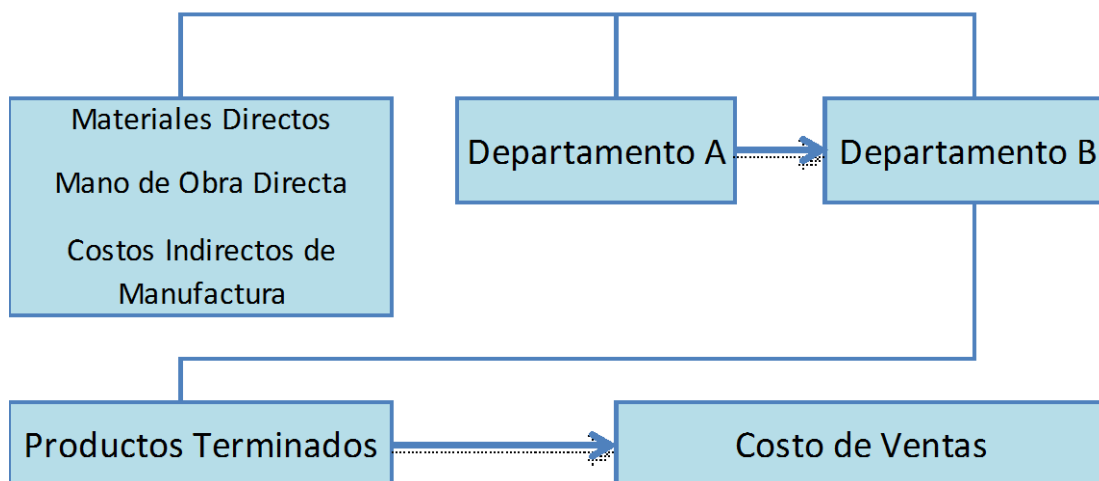 Materiales Directos
Mano de Obra Directa
Costos Indirectos de
Manufactura
Departamento A
Departamento B
Productos Terminados
Costo de Ventas